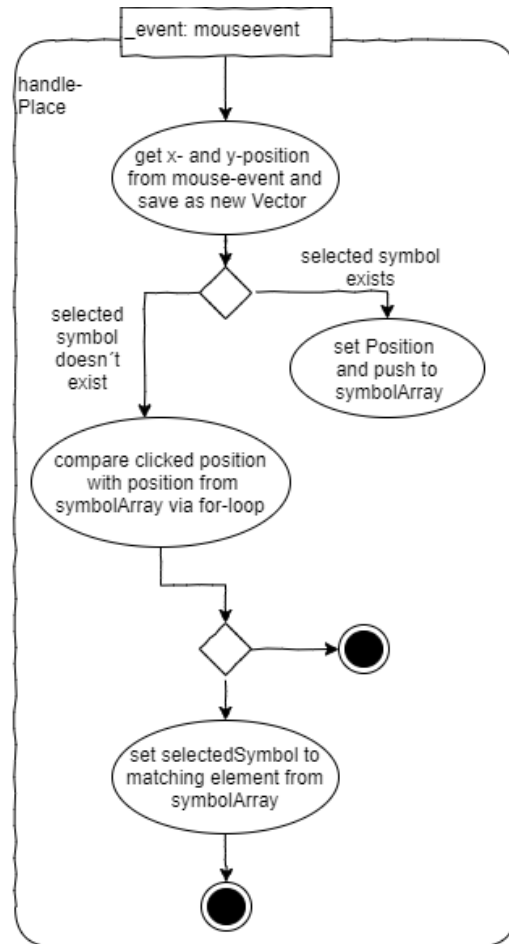 _event: mouseevent
handle-
Place
get x- and y-position
from mouse-event and
save as new Vector
selected symbol
exists
selected
symbol
doesn´t
exist
set Position
and push to
symbolArray
compare clicked position
with position from
symbolArray via for-loop
set selectedSymbol to
matching element from
symbolArray